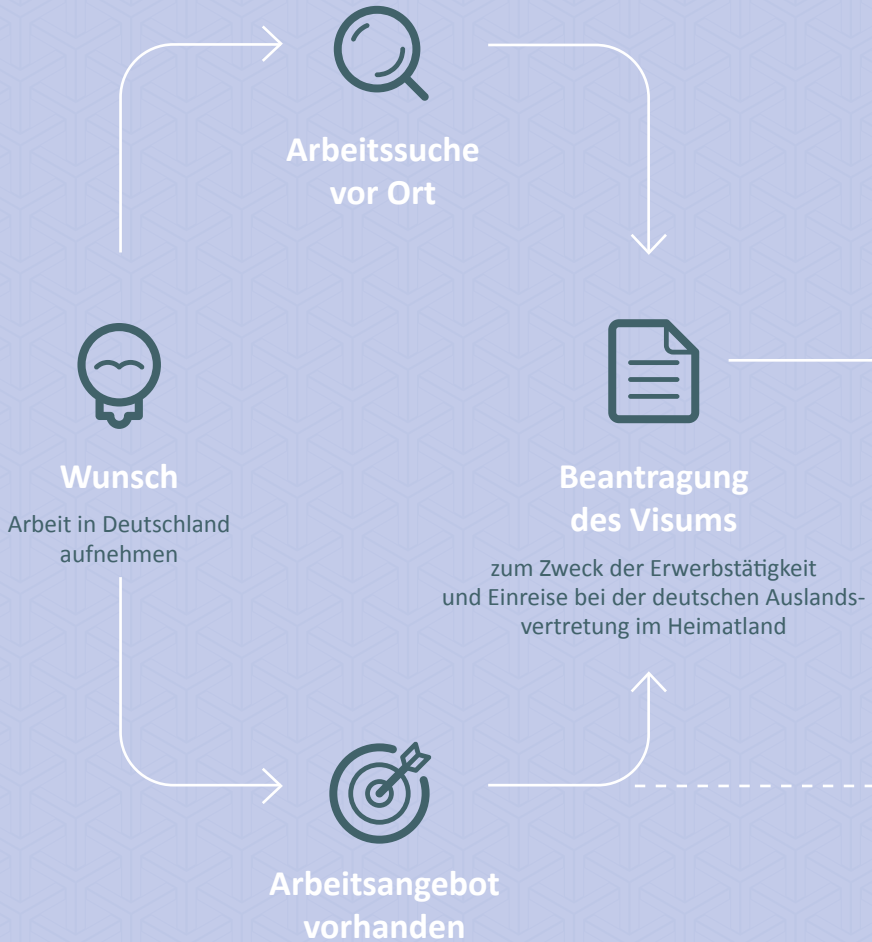 Arbeitssuche
vor Ort
Wunsch
Arbeit in Deutschland
aufnehmen
Beantragung
des Visums
zum Zweck der Erwerbstätigkeit
und Einreise bei der deutschen Auslands-
vertretung im Heimatland
Arbeitsangebot
vorhanden